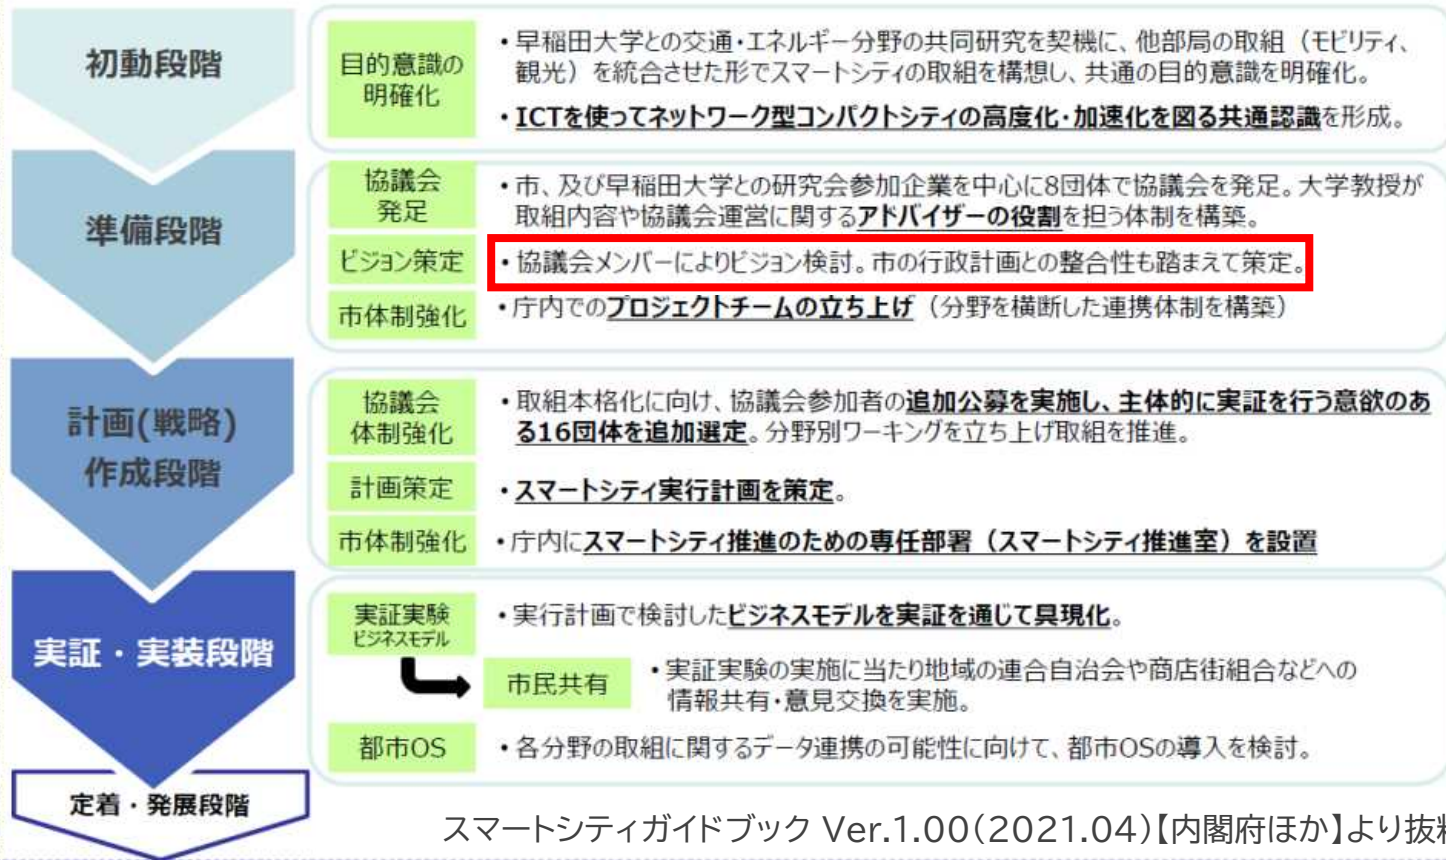 初動段階
目的意識の
明確化
・早稲田大学との交通・エネルギー分野の共同研究を契機に、他部局の取組（モビリティ、
観光）を統合させた形でスマートシティの取組を構想し、共通の目的意識を明確化。
・ICTを使ってネットワーク型コンパクトシティの高度化・加速化を図る共通認識を形成。
準備段階
協議会
発足
・市、及び早稲田大学との研究会参加企業を中心に8団体で協議会を発足。大学教授が
取組内容や協議会運営に関するアドバイザーの役割を担う体制を構築。
ビジョン策定
・協議会メンバーによりビジョン検討。市の行政計画との整合性も踏まえて策定。
市体制強化
・庁内でのプロジェクトチームの立ち上げ（分野を横断した連携体制を構築）
計画(戦略)
作成段階
協議会
体制強化
・取組本格化に向け、協議会参加者の追加公募を実施し、主体的に実証を行う意欲のあ
る16団体を追加選定。分野別ワーキングを立ち上げ取組を推進。
計画策定
・スマートシティ実行計画を策定。
市体制強化
・庁内にスマートシティ推進のための専任部署（スマートシティ推進室）を設置
実証・実装段階
実証実験
ビジネスモデル
・実行計画で検討したビジネスモデルを実証を通じて具現化。
市民共有
・実証実験の実施に当たり地域の連合自治会や商店街組合などへの
情報共有・意見交換を実施。
都市OS
・各分野の取組に関するデータ連携の可能性に向けて、都市OSの導入を検討。
定着・発展段階
スマートシティガイドブック Ver.1.00(2021.04)【内閣府ほか】より抜粋